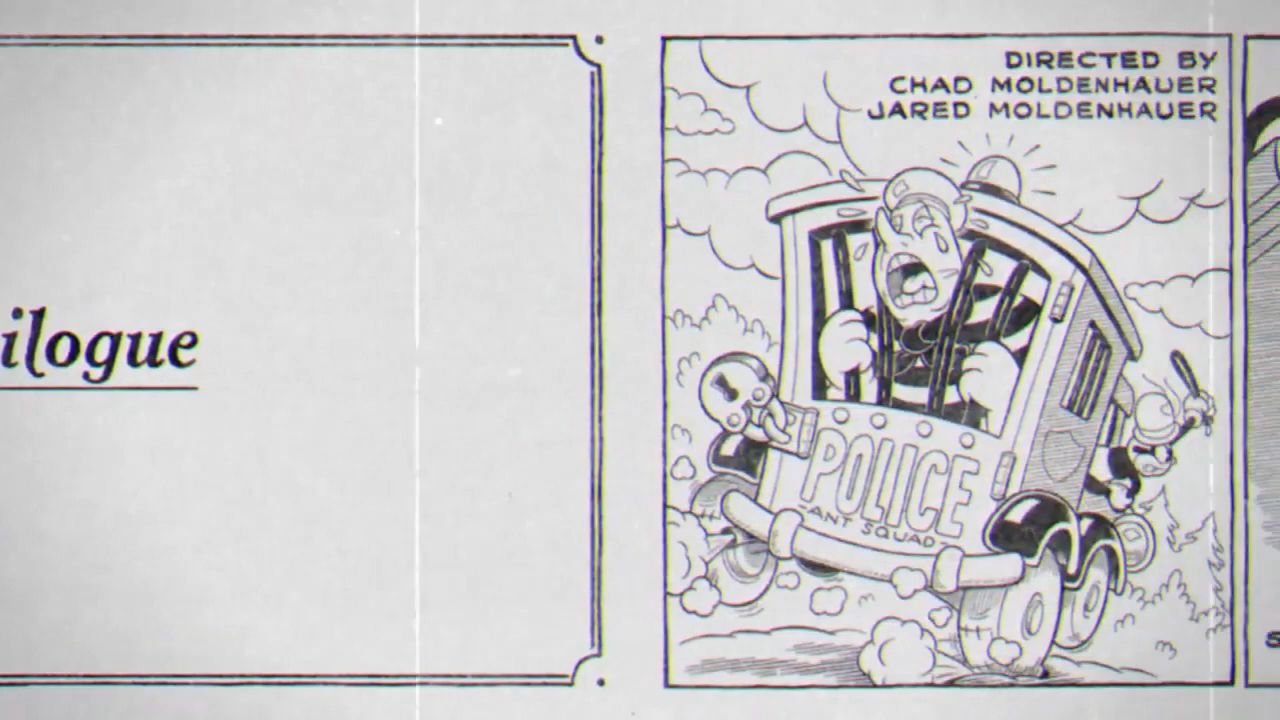 ilogue
DIRECTED BY
CHAD MOLDENHAUER
JARED MOLDENHAUER
POLICE
-ANT SQUAD-
S